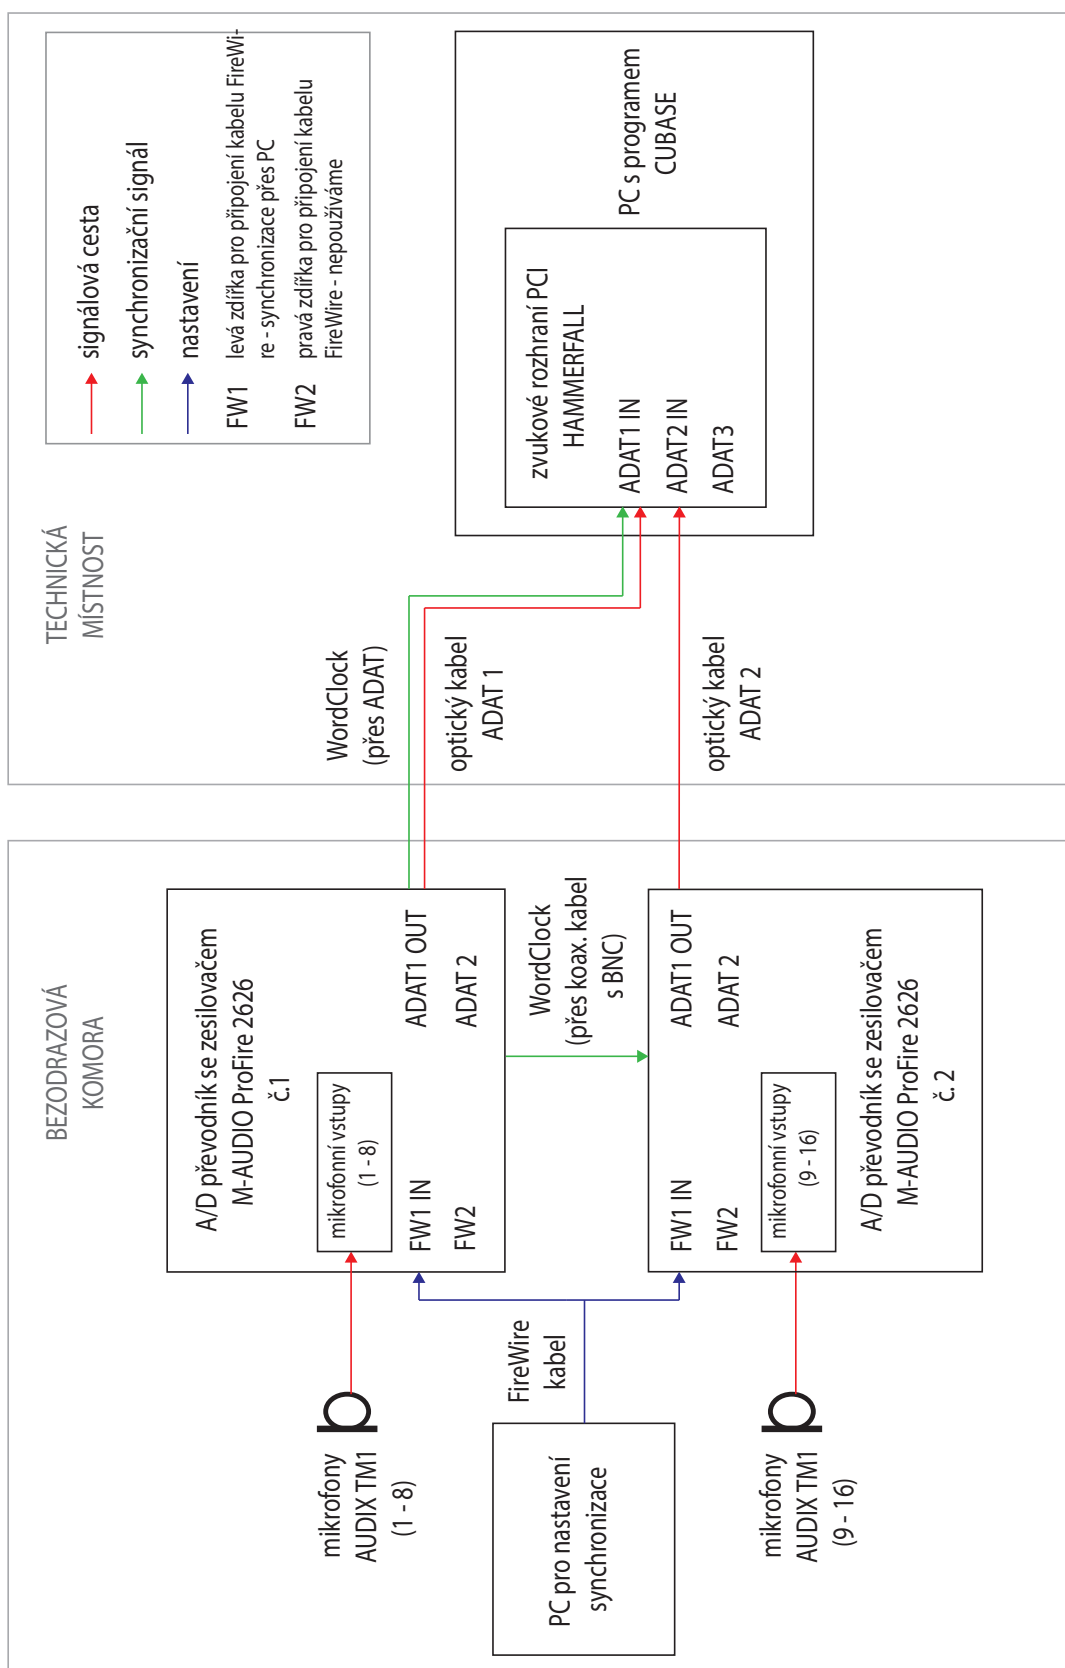 BEZODRAZOVÁ
KOMORA
mikrofony
AUDIX TM1
(1 - 8)
A/D převodník se zesilovačem
M-AUDIO ProFire 2626
č.1
mikrofonní vstupy
(1 - 8)
FW1 IN
FW2
ADAT1 OUT
ADAT 2
PC pro nastavení
synchronizace
FireWire
kabel
WordClock
(přes koax. kabel
s BNC)
FW1 IN
FW2
ADAT1 OUT
ADAT 2
mikrofonní vstupy
(9 - 16)
A/D převodník se zesilovačem
M-AUDIO ProFire 2626
č. 2
mikrofony
AUDIX TM1
(9 - 16)
TECHNICKÁ
MÍSTNOST
WordClock
(přes ADAT)
optický kabel
ADAT 1
optický kabel
ADAT 2
signálová cesta
synchronizační signál
nastavení
FW1
levá zdířka pro připojení kabelu FireWi-
re - synchronizace přes PC
FW2
pravá zdířka pro připojení kabelu
FireWire - nepoužíváme
zvukové rozhraní PCI
HAMMERFALL
ADAT1 IN
ADAT2 IN
ADAT3
PC s programem
CUBASE